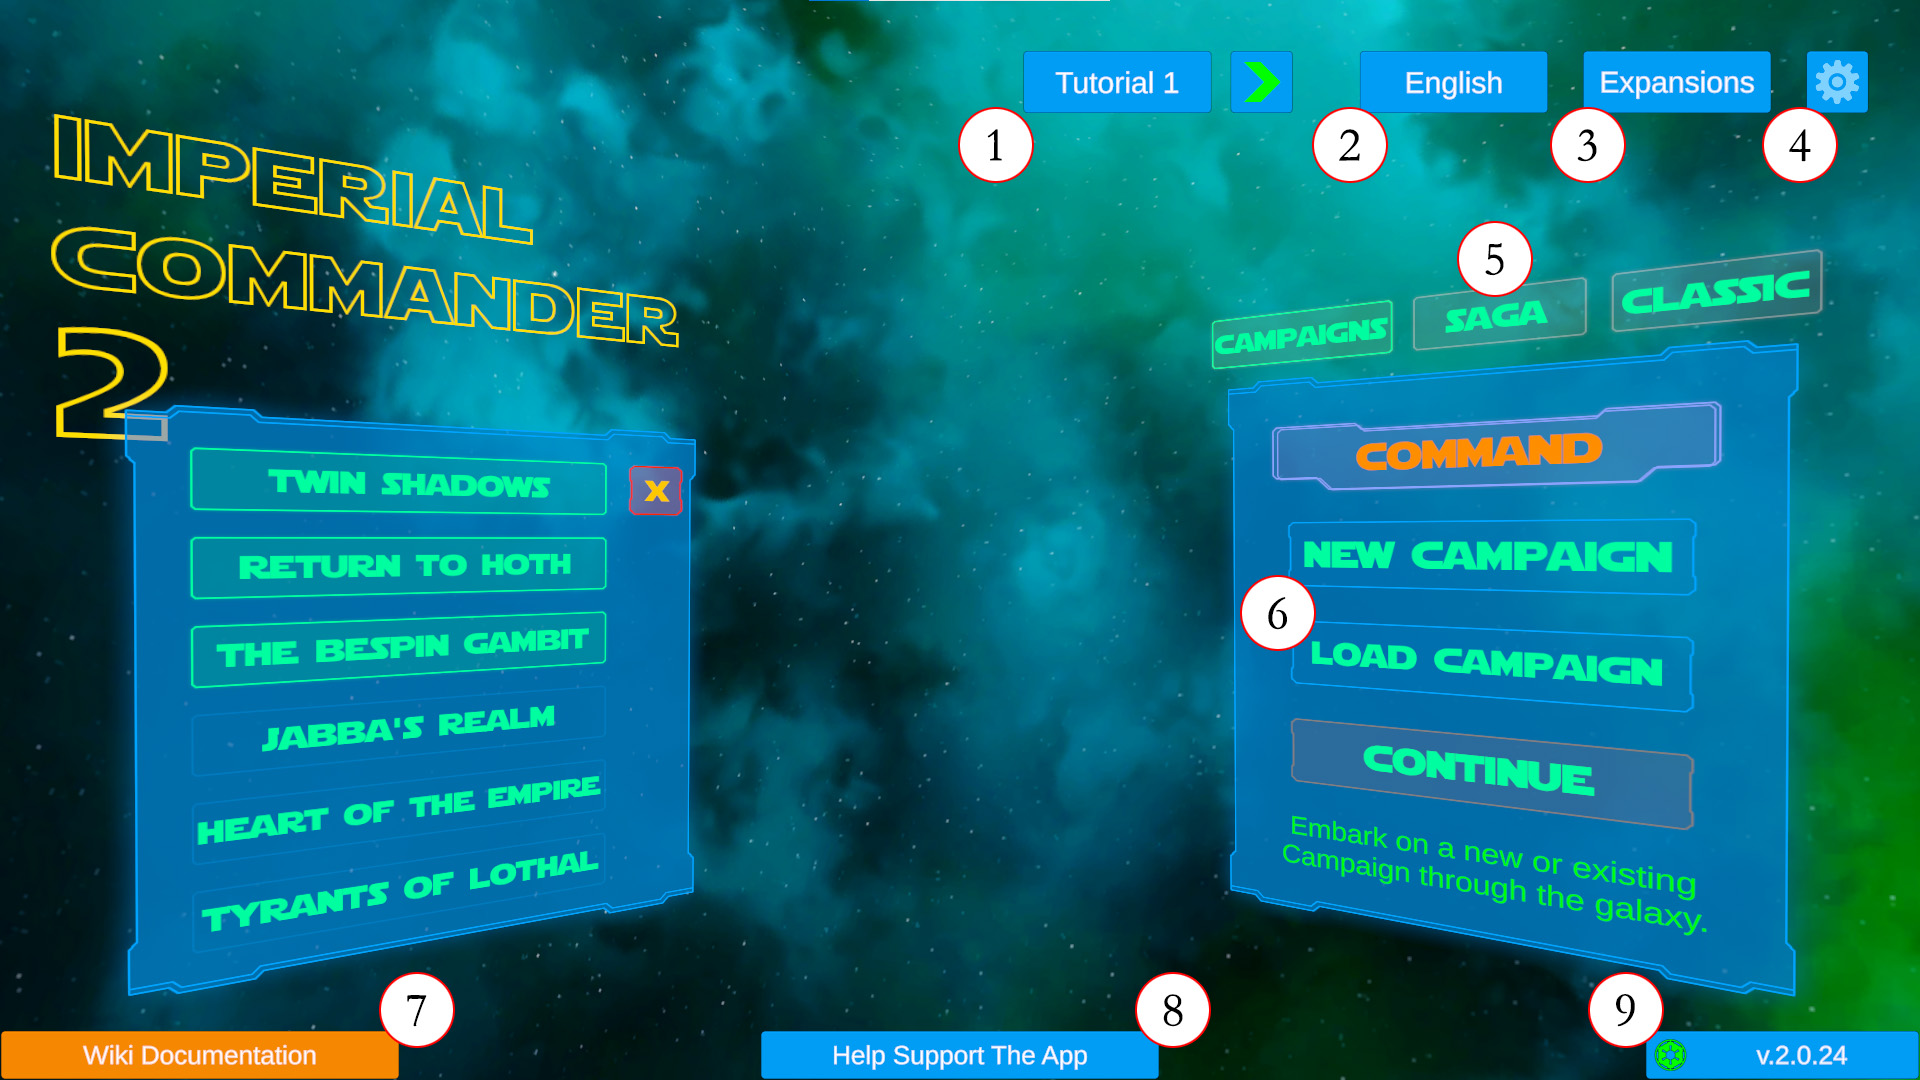 Tutorial 1
English
Expansions
1
2
3
4
IMPERIAL
COMMANDER
2
5
CAMPAIGNS
SAGA
CLASSIC
TWIN SHADOWS
X
RETURN TO HOTH
THE BESPIN GAMBIT
JABBA'S REALM
HEART OF THE EMPIRE
TYRANTS OF LOTHAL
COMMAND
NEW CAMPAIGN
6
LOAD CAMPAIGN
CONTINUE
Embark on a new or existing
Campaign through the galaxy.
7
8
9
Wiki Documentation
Help Support The App
v.2.0.24